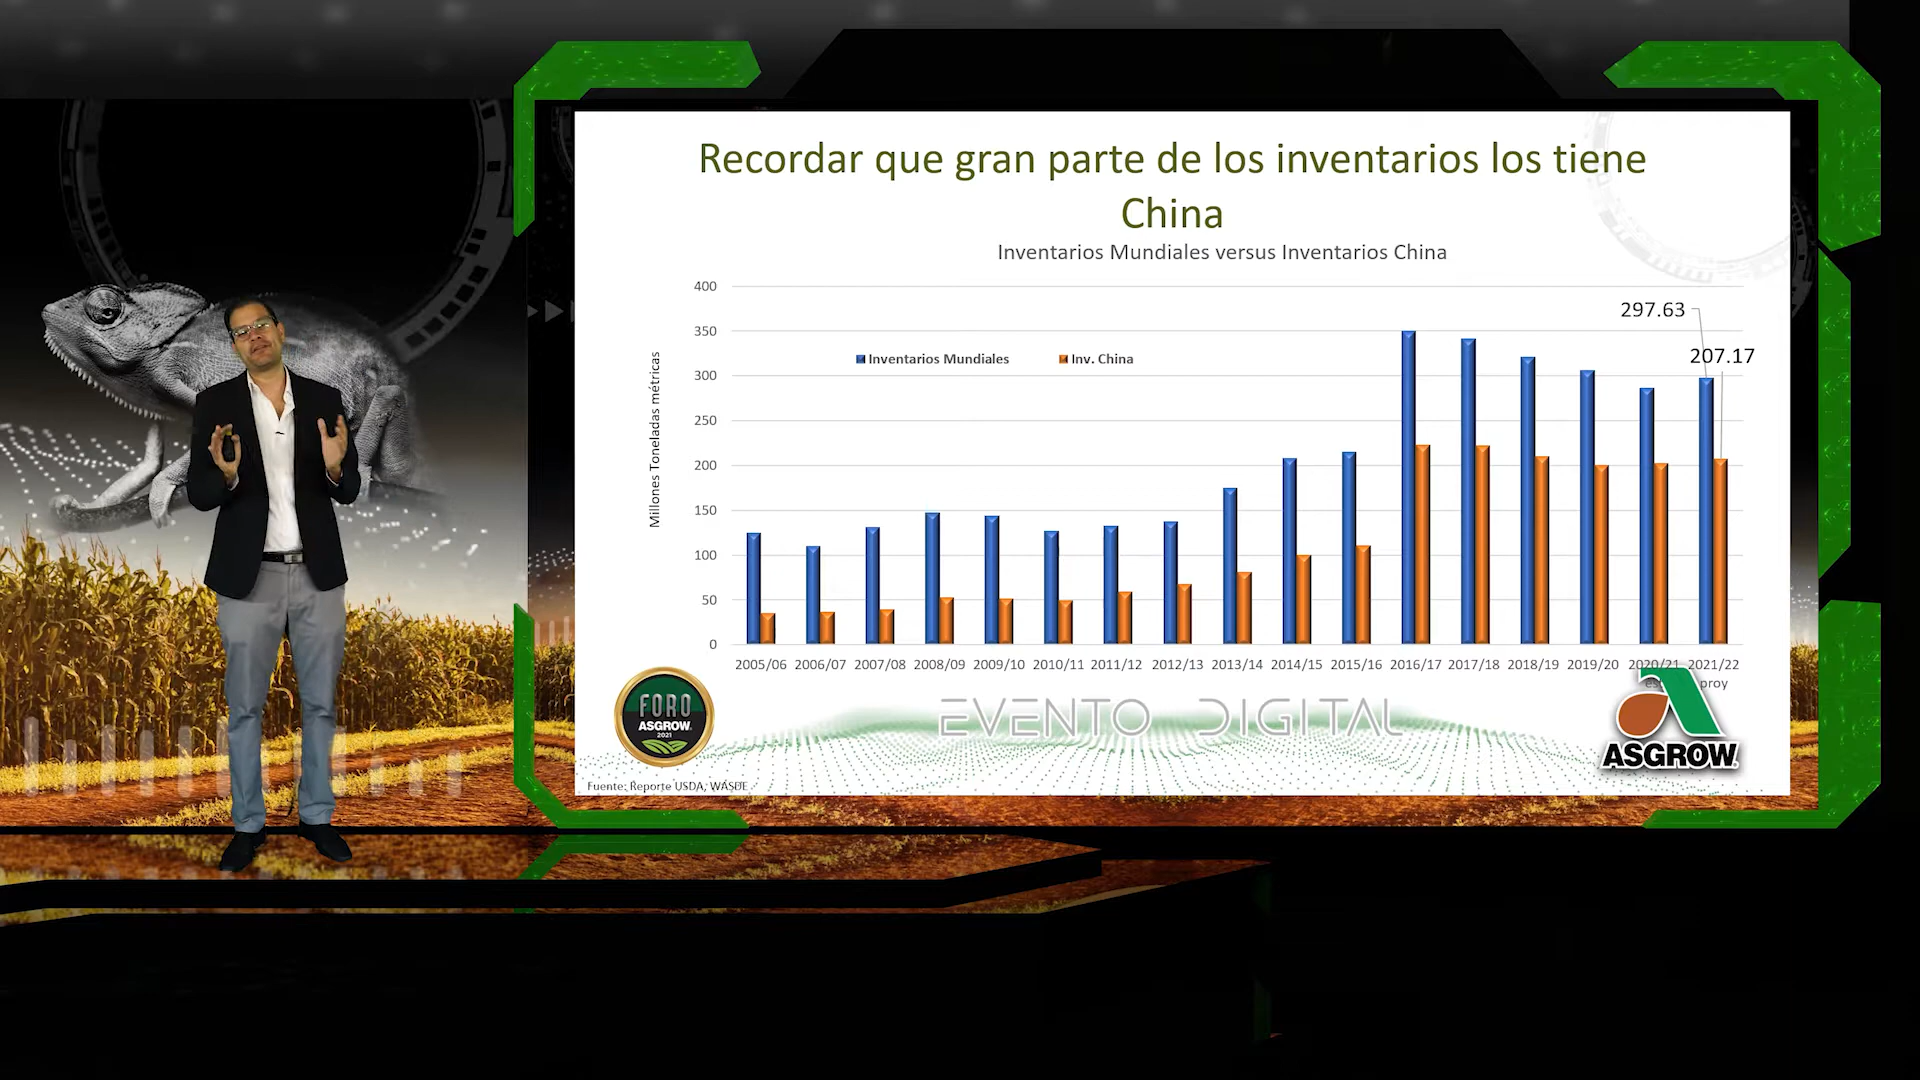 Recordar que gran parte de los inventarios los tiene
China
Inventarios Mundiales versus Inventarios China
Millones Toneladas métricas
400
350
300
250
200
150
100
50
0
Inventarios Mundiales
Inv. China
297.63
207.17
2005/06 2006/07 2007/08 2008/09 2009/10 2010/11 2011/12 2012/13 2013/14 2014/15 2015/16 2016/17 2017/18 2018/19 2019/20 2020/21 2021/22
proy
FORO
ASGROW
2021
EVENTO DIGITAL
ASGROW
Fuente: Reporte USDA, WASDE